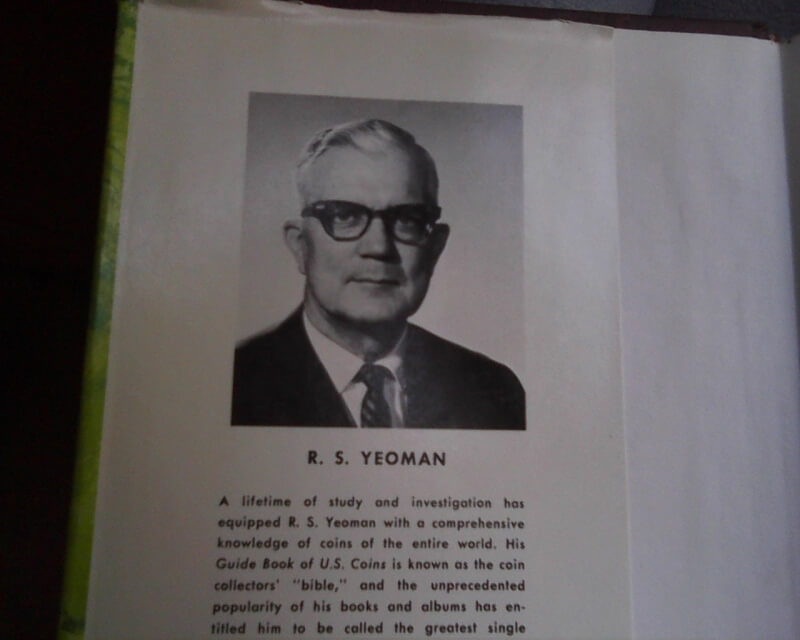 R. S. YEOMAN
A lifetime of study and investigation has
equipped R. S. Yeoman with a comprehensive
knowledge of coins of the entire world. His
Guide Book of U.S. Coins is known as the coin
collectors' "bible," and the unprecedented
popularity of his books and albums has en-
titled him to be called the greatest single